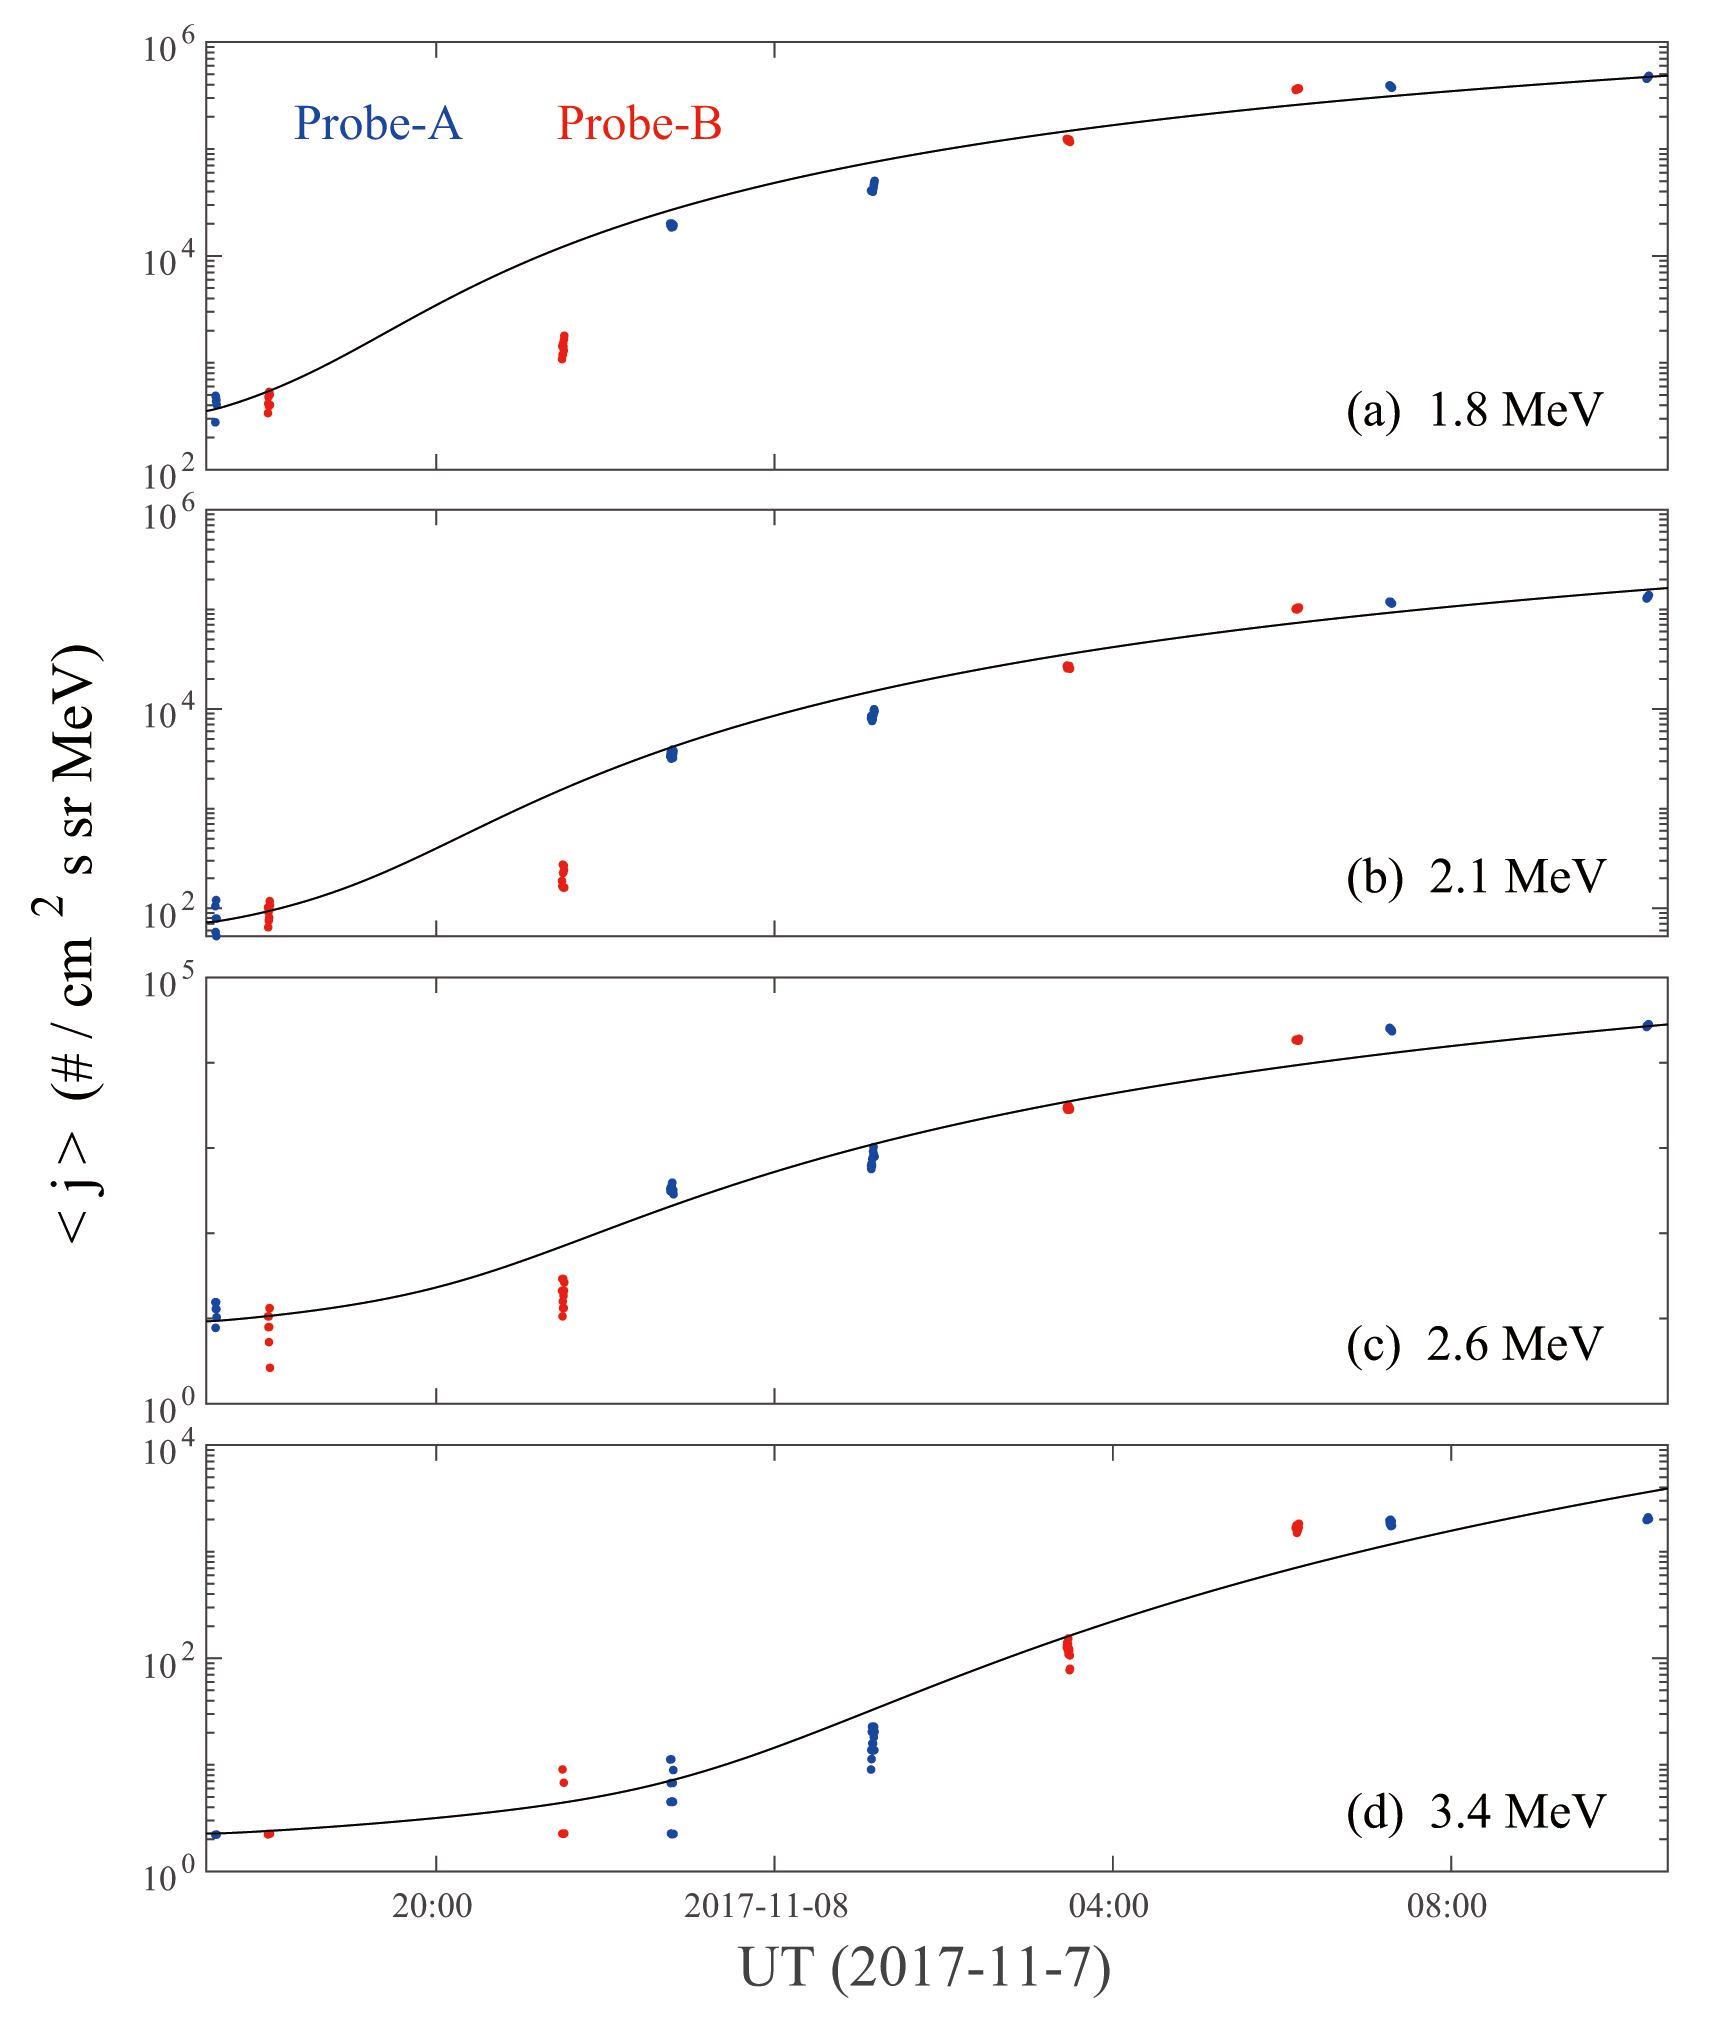 10^6
Probe-A Probe-B
10^4
(a) 1.8 MeV
10^2
10^6
10^4
(b) 2.1 MeV
10^2
< j > (# / cm^2 s sr MeV)
10^5
(c) 2.6 MeV
10^0
10^4
10^2
(d) 3.4 MeV
10^0
20:00 2017-11-08 04:00 08:00
UT (2017-11-7)